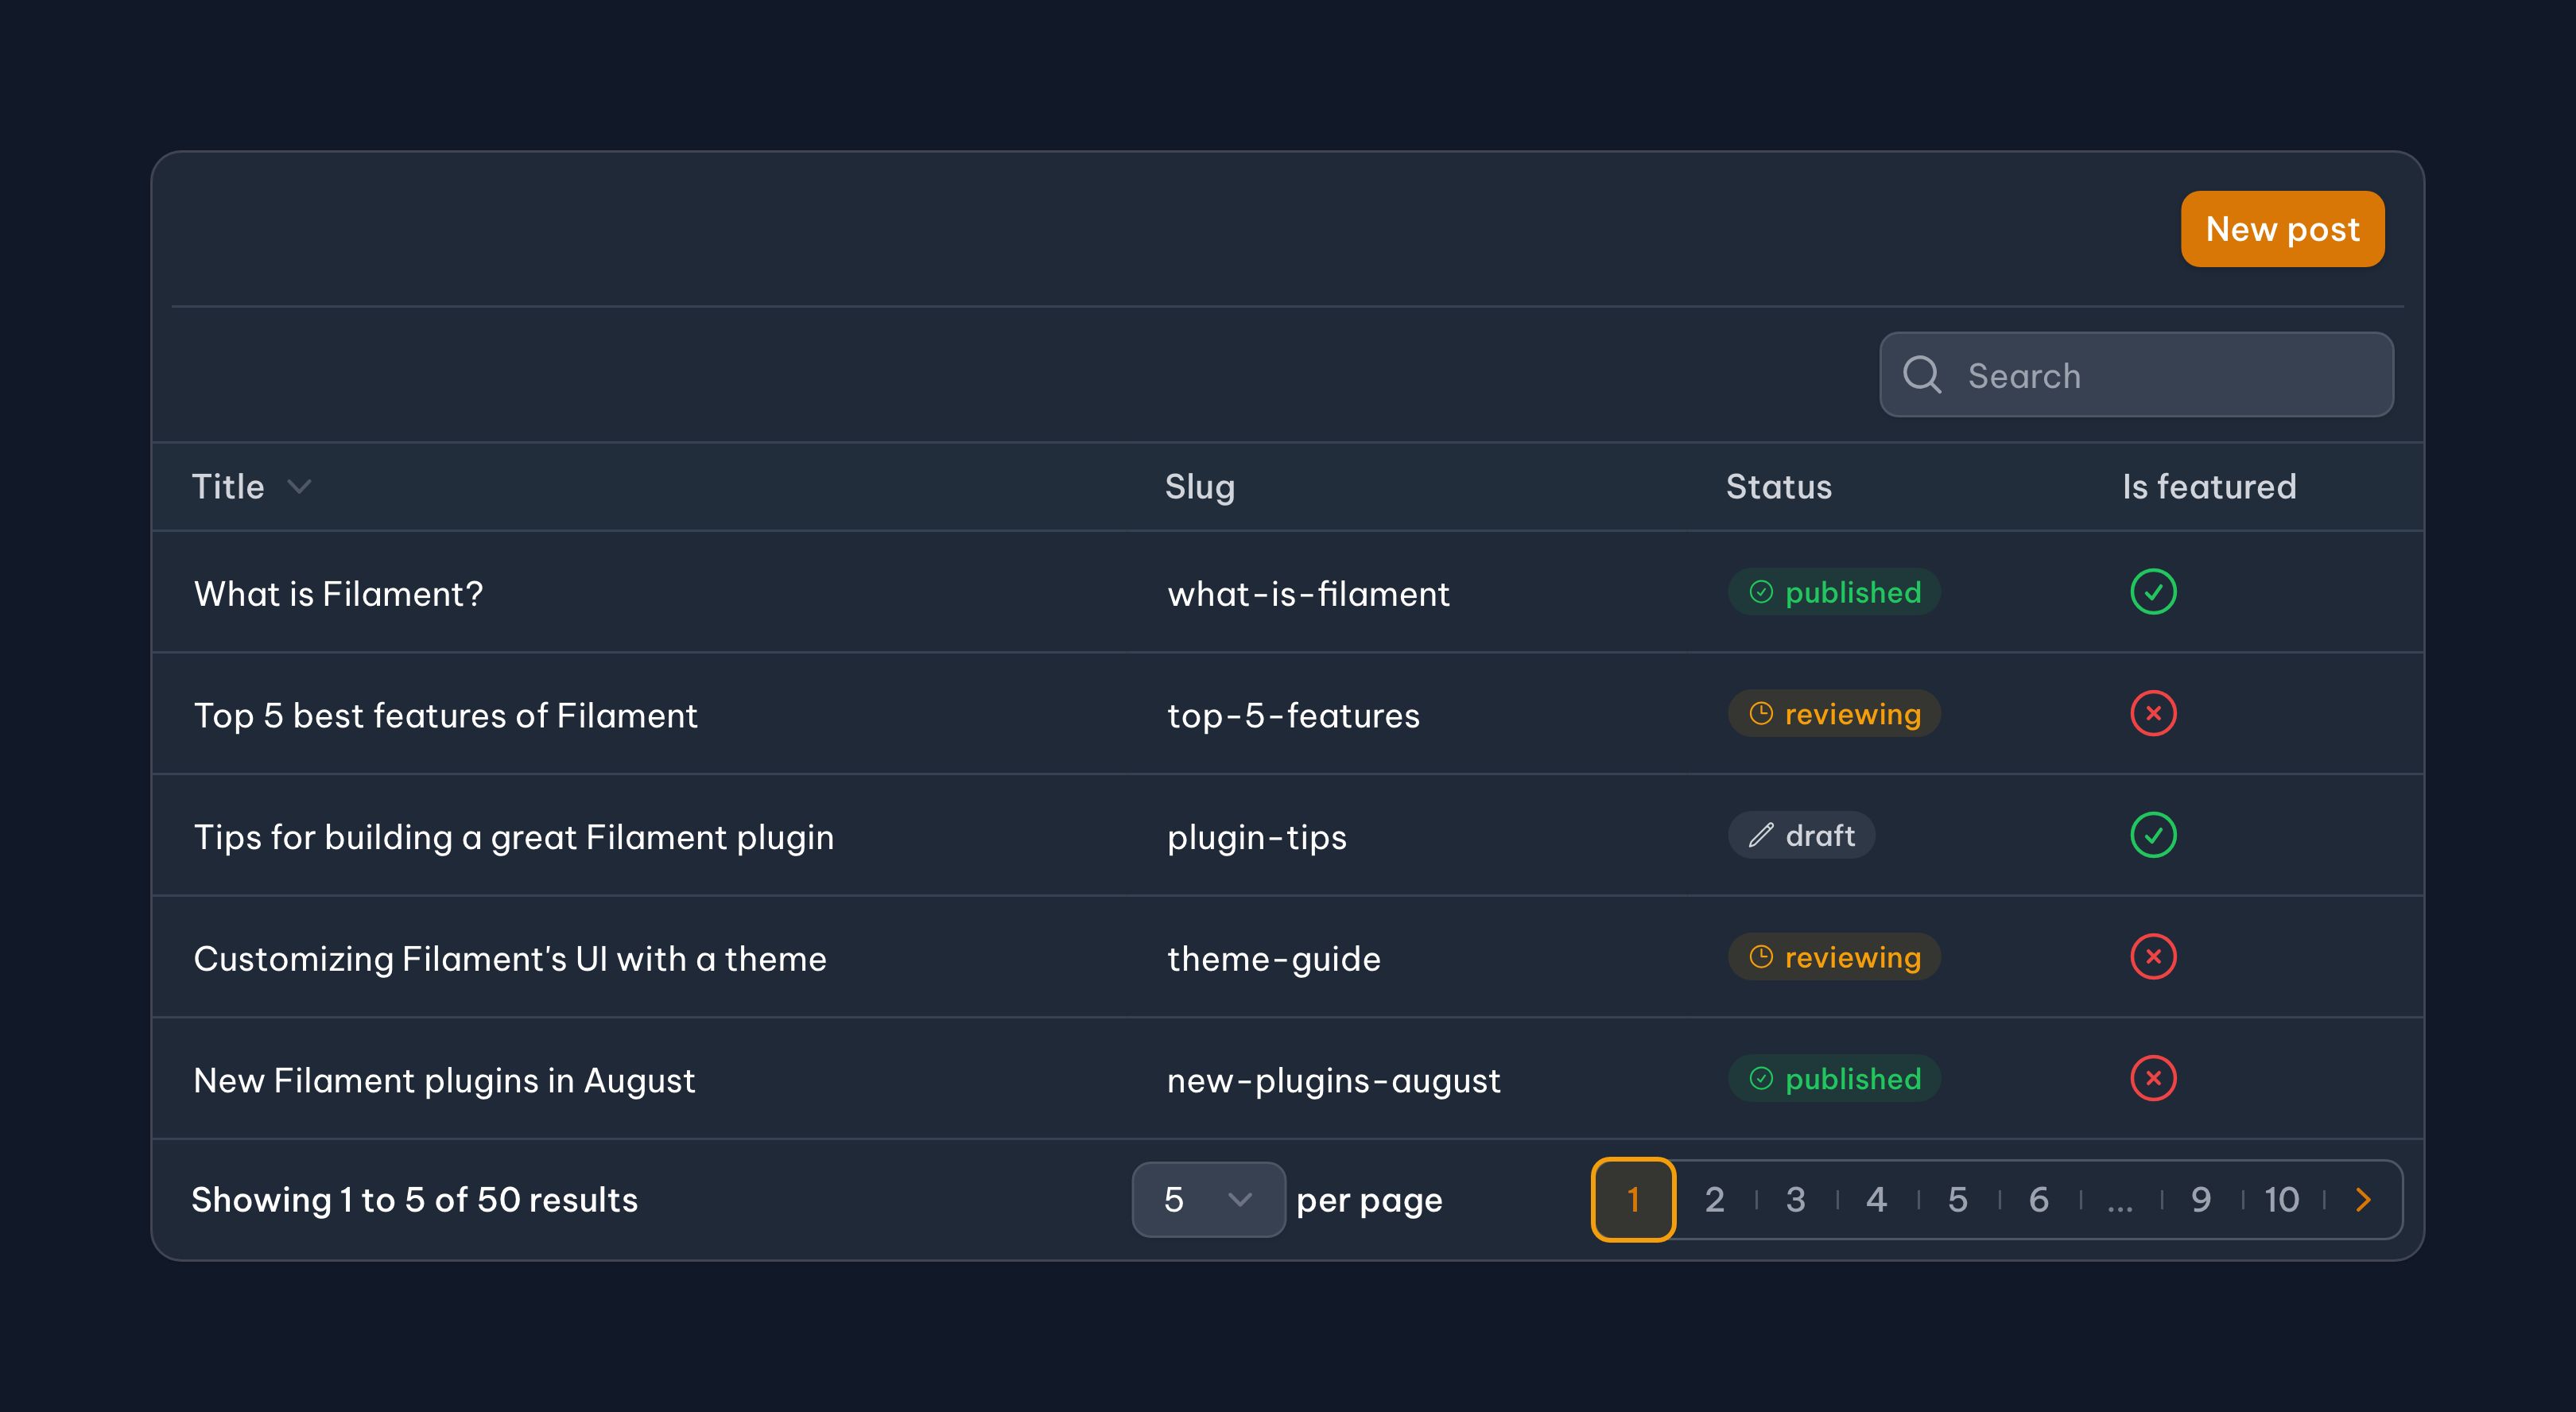 New post
Search
Title Slug Status Is featured
What is Filament? what-is-filament published
Top 5 best features of Filament top-5-features reviewing
Tips for building a great Filament plugin plugin-tips draft
Customizing Filament's UI with a theme theme-guide reviewing
New Filament plugins in August new-plugins-august published
Showing 1 to 5 of 50 results 5 per page 1 2 3 4 5 6 ... 9 10